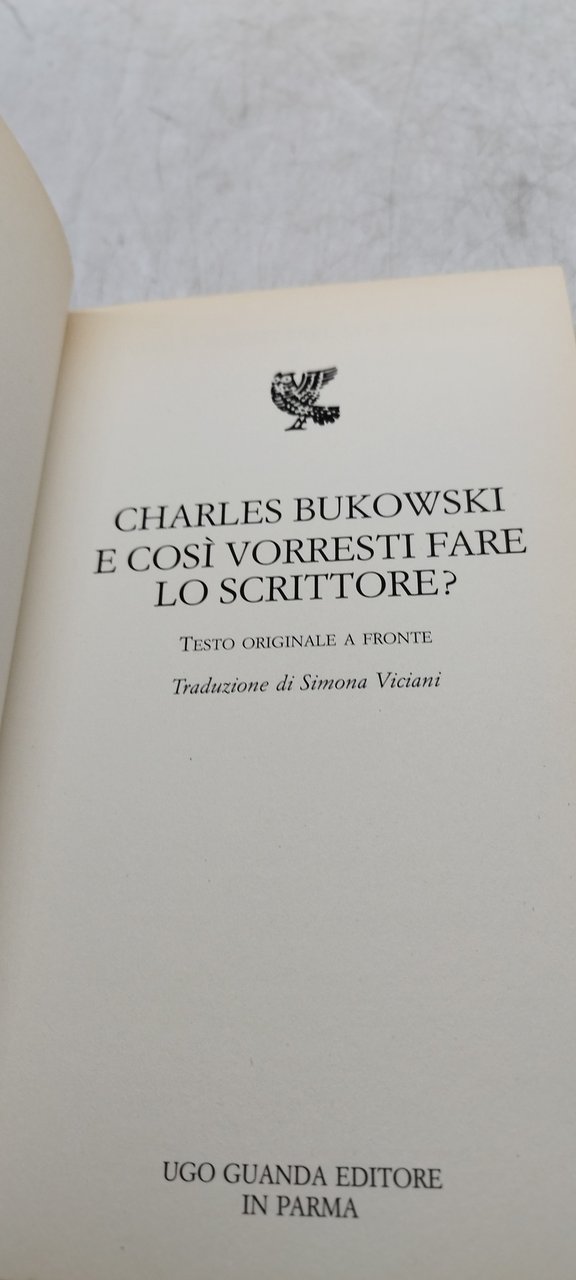 CHARLES BUKOWSKI
E COSÌ VORRESTI FARE
LO SCRITTORE?
TESTO ORIGINALE A FRONTE
Traduzione di Simona Viciani
UGO GUANDA EDITORE
IN PARMA